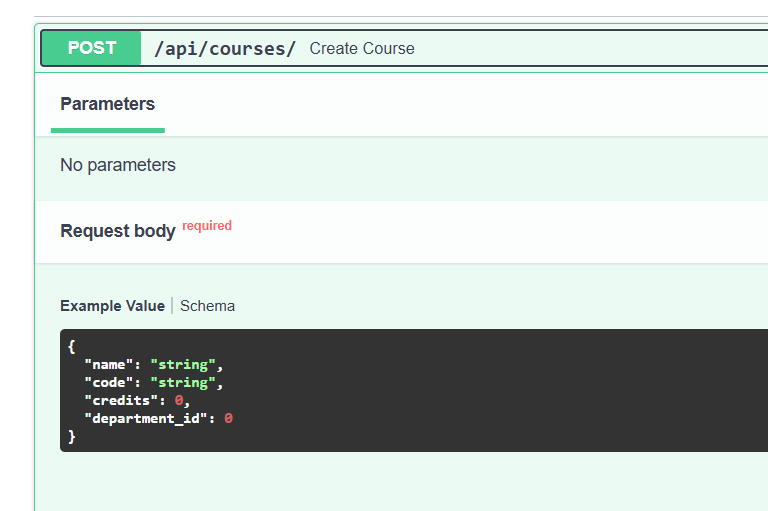 POST /api/courses/ Create Course
Parameters
No parameters
Request body required
Example Value | Schema
{
  "name": "string",
  "code": "string",
  "credits": 0,
  "department_id": 0
}